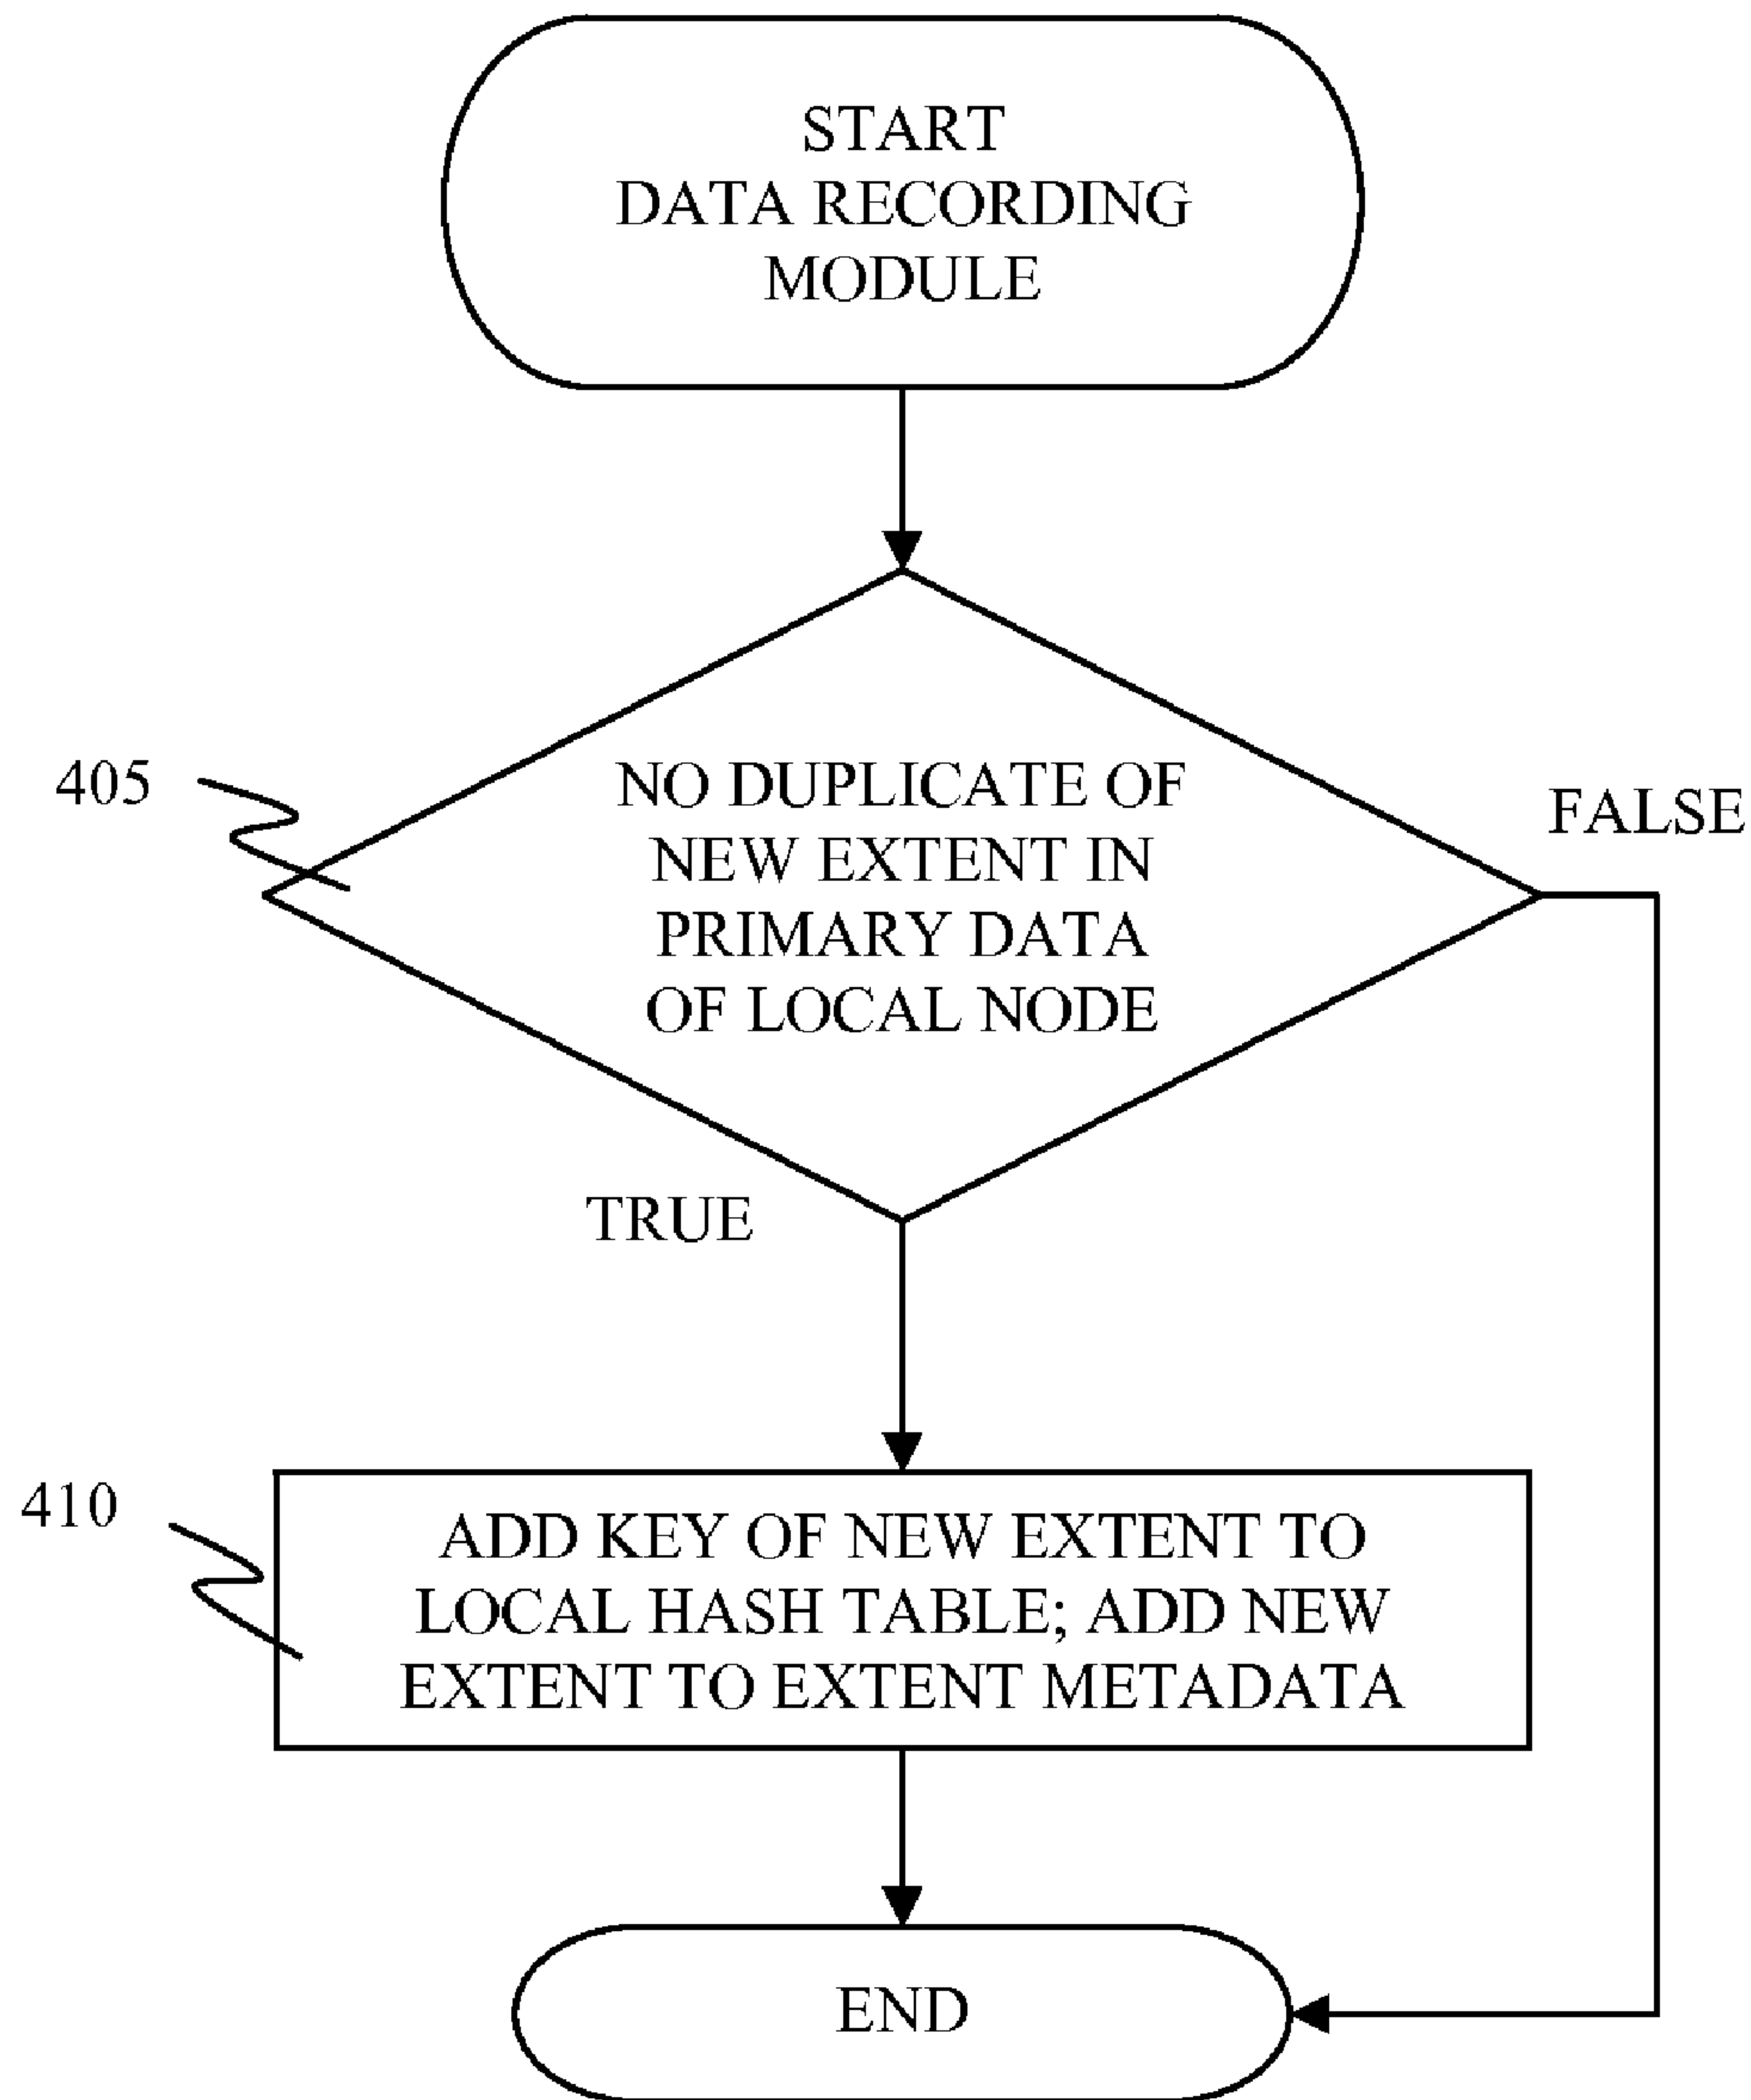 START
DATA RECORDING
MODULE
405
NO DUPLICATE OF
NEW EXTENT IN
PRIMARY DATA
OF LOCAL NODE
FALSE
TRUE
410
ADD KEY OF NEW EXTENT TO
LOCAL HASH TABLE; ADD NEW
EXTENT TO EXTENT METADATA
END